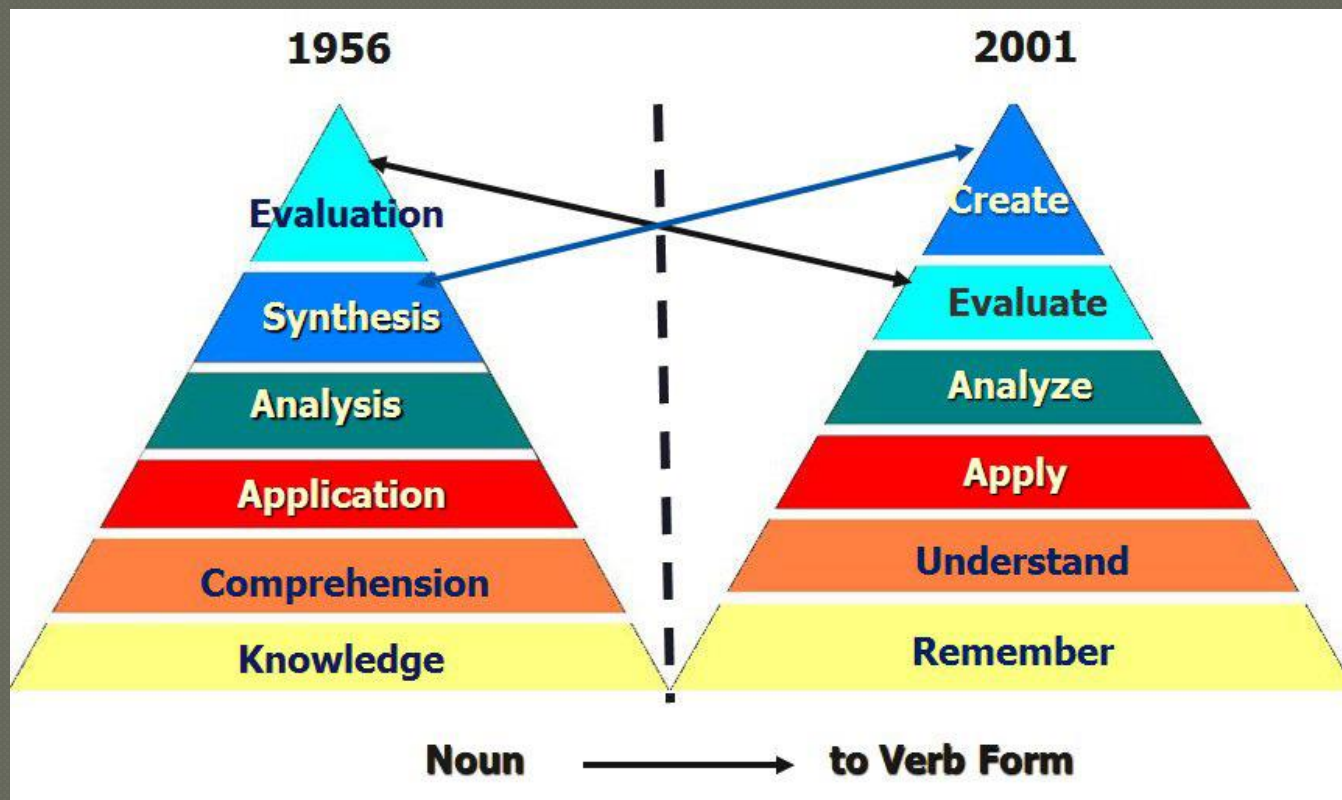 1956
Evaluation
Synthesis
Analysis
Application
Comprehension
Knowledge
2001
Create
Evaluate
Analyze
Apply
Understand
Remember
Noun to Verb Form